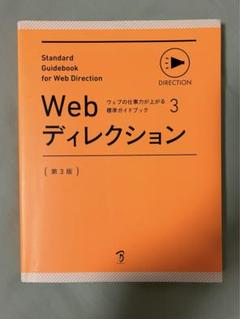 Standard
Guidebook
for Web Direction
DIRECTION
Web
ウェブの仕事力が上がる
標準ガイドブック 3
ディレクション
[ 第3版 ]